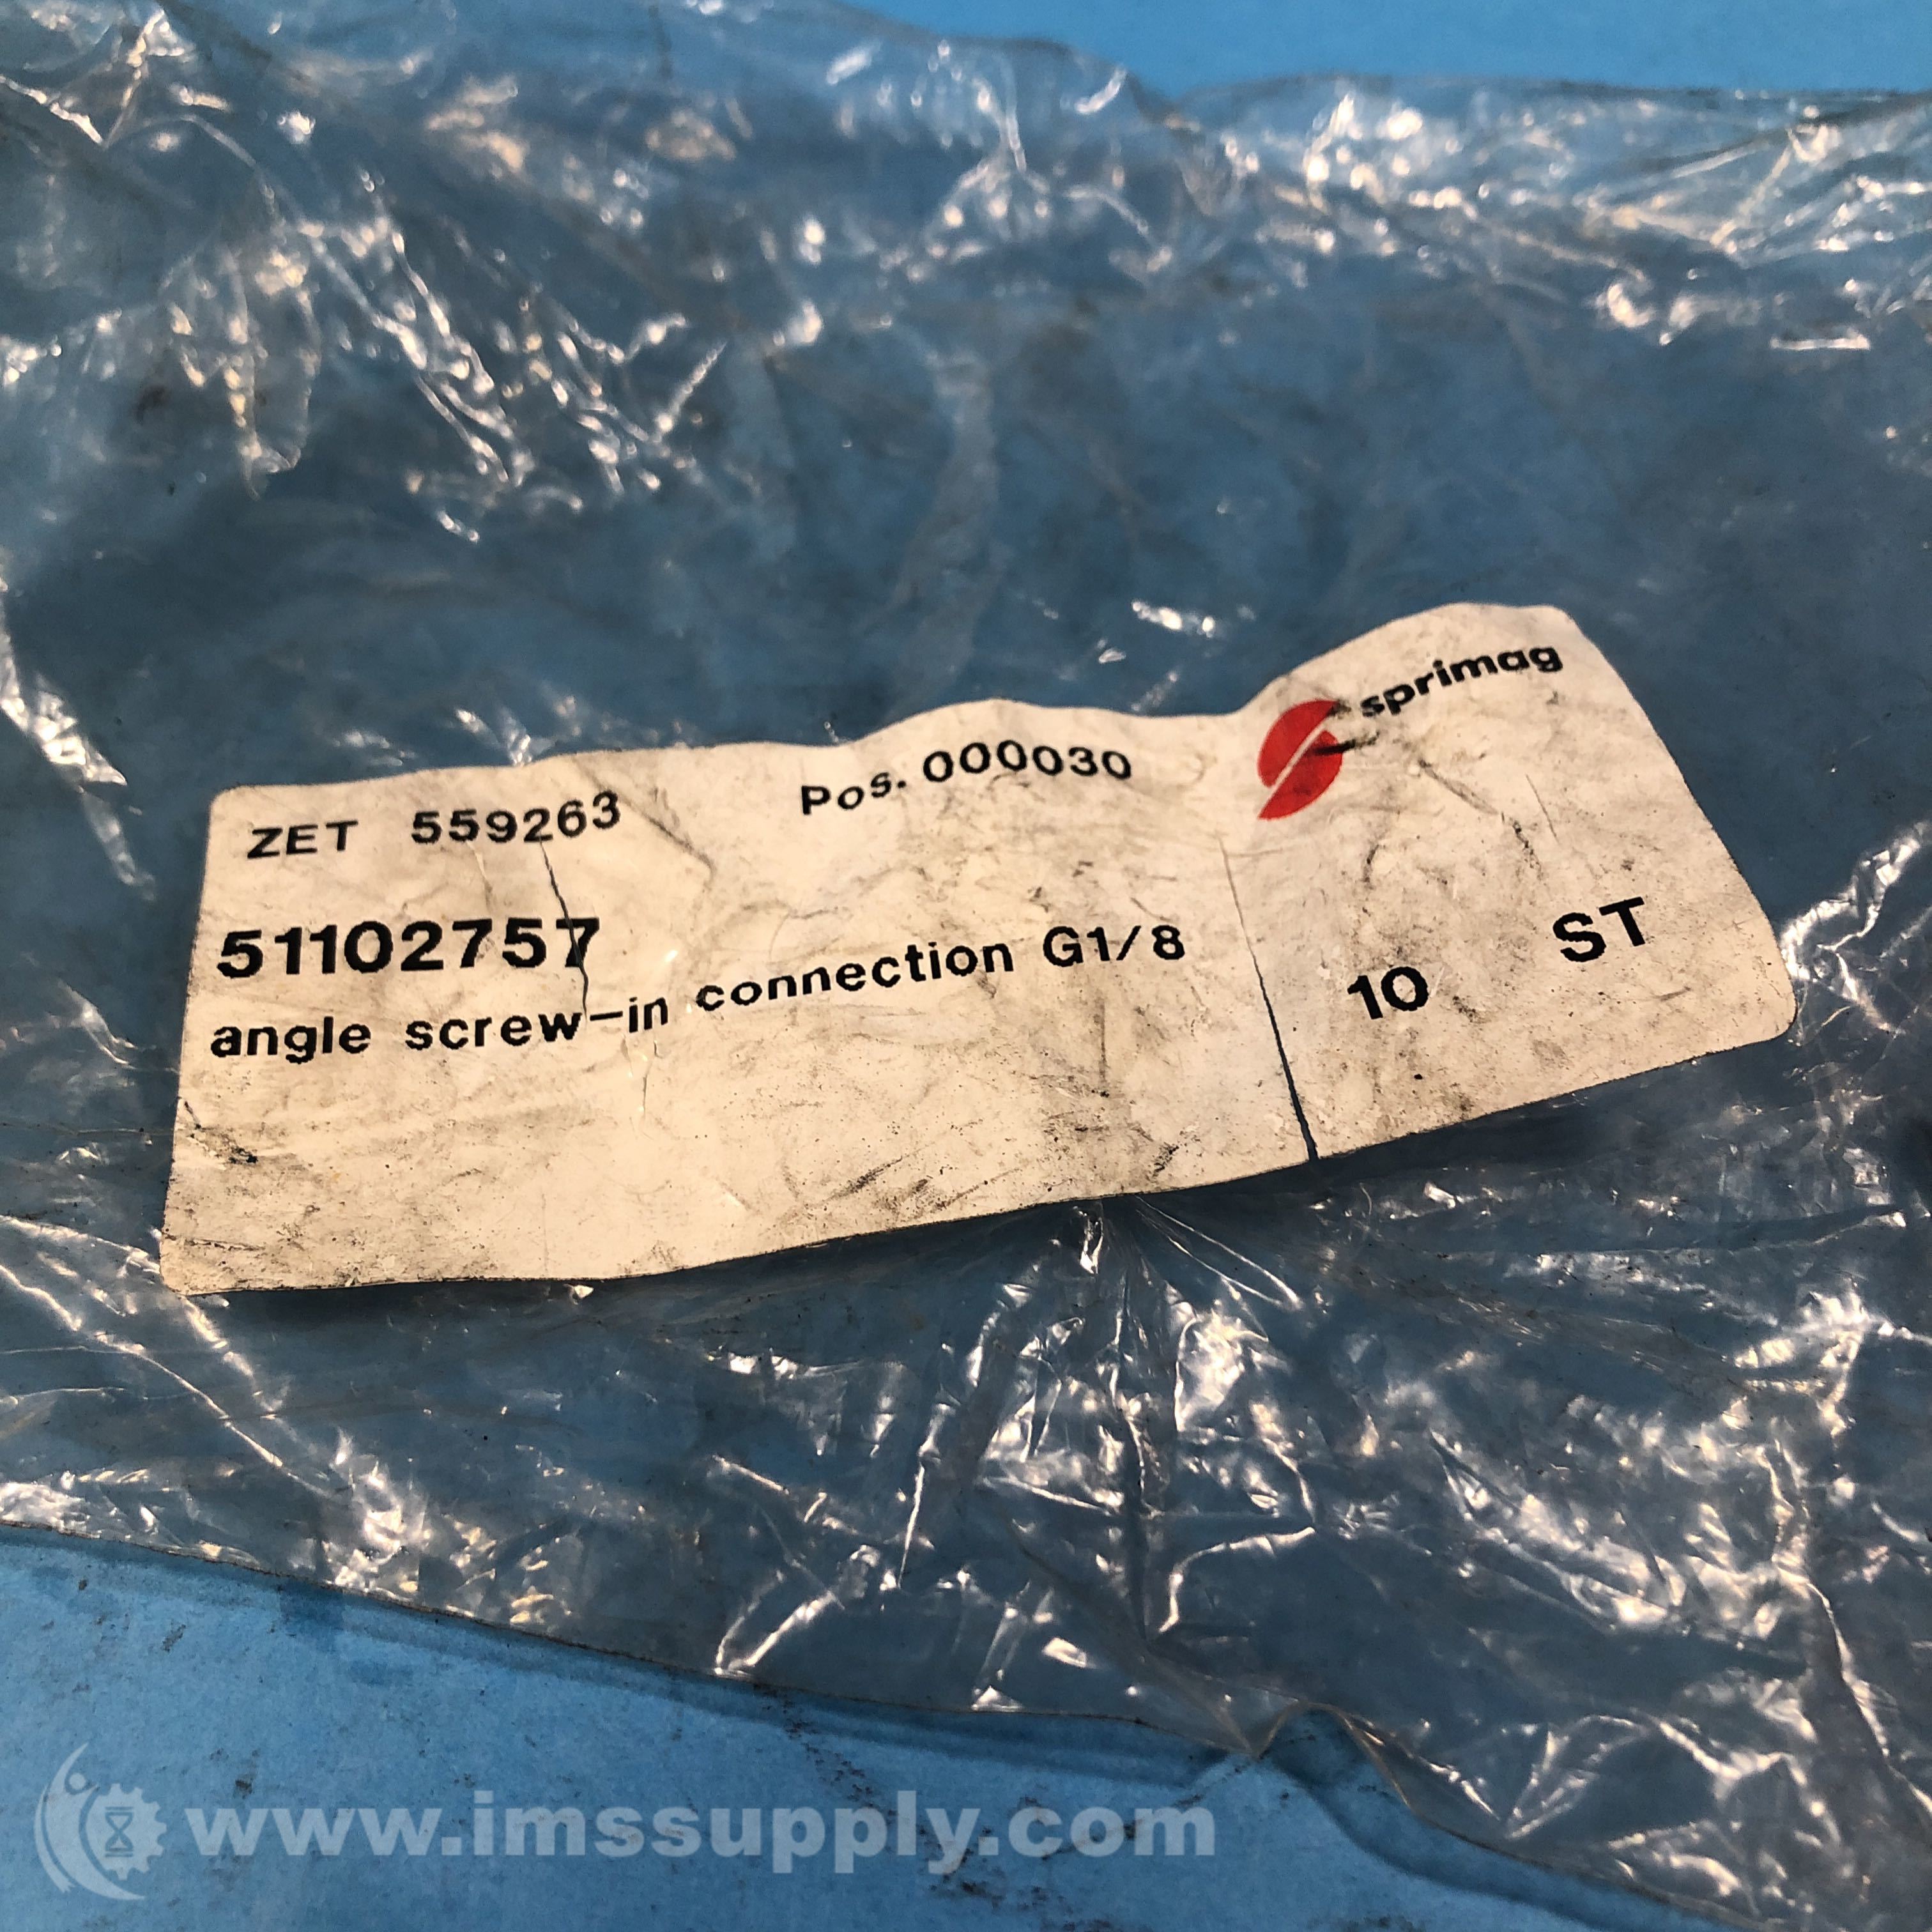 ZET 559263 Pos. 000030 sprimag
51102757
angle screw-in connection G1/8 10 ST
www.imssupply.com